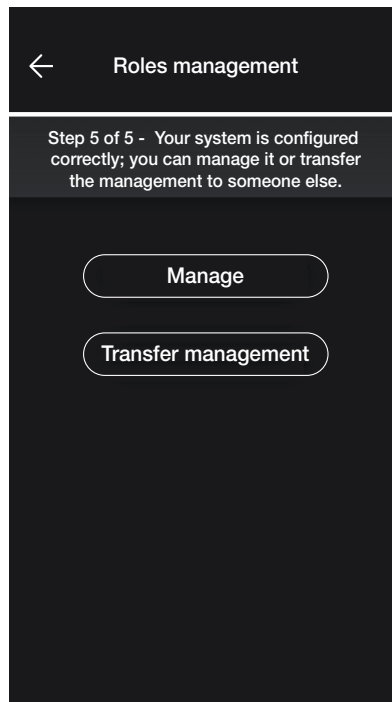 Roles management
Step 5 of 5 - Your system is configured
correctly; you can manage it or transfer
the management to someone else.
Manage
Transfer management